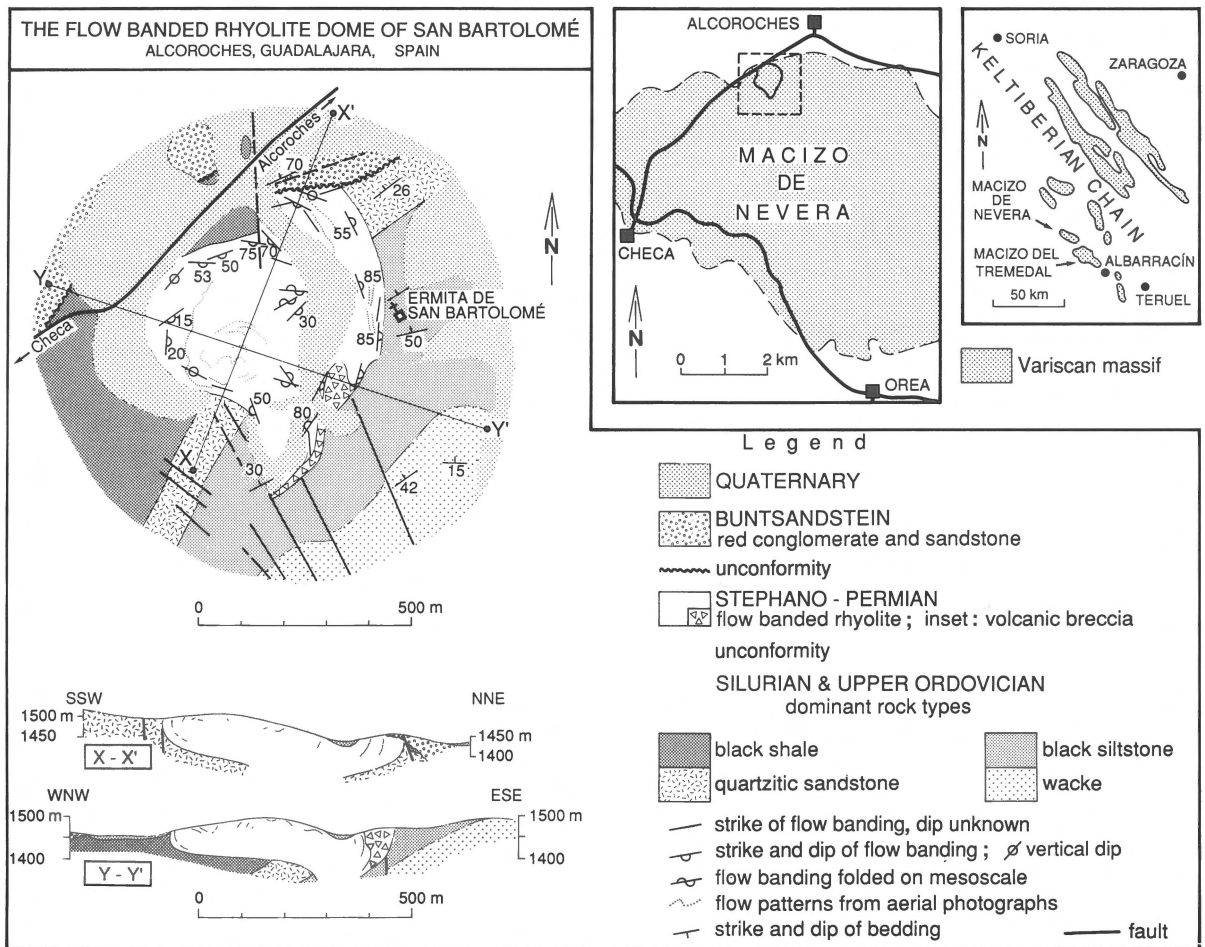 THE FLOW BANDED RHYOLITE DOME OF SAN BARTOLOMÉ
ALCOROCHES, GUADALAJARA, SPAIN
X'
Alcoroches
70
26
N
55
75
70
50
53
85
Y
ERMITA DE
SAN BARTOLOMÉ
15
30
50
20
85
Checa
50
80
Y'
X
30
15
42
0
500 m
SSW
NNE
1500 m
1450
1450 m
1400
X - X'
WNW
ESE
1500 m
1500 m
1400
1400
Y - Y'
0
500 m
ALCOROCHES
MACIZO
DE
NEVERA
CHECA
N
0 1 2 km
OREA
SORIA
ZARAGOZA
KELTIBERIAN CHAIN
N
MACIZO
DE
NEVERA
MACIZO DEL
TREMEDAL
ALBARRACÍN
TERUEL
50 km
Variscan massif
Legend
QUATERNARY
BUNTSANDSTEIN
red conglomerate and sandstone
unconformity
STEPHANO - PERMIAN
flow banded rhyolite ; inset : volcanic breccia
unconformity
SILURIAN & UPPER ORDOVICIAN
dominant rock types
black shale
black siltstone
quartzitic sandstone
wacke
strike of flow banding, dip unknown
strike and dip of flow banding ; vertical dip
flow banding folded on mesoscale
flow patterns from aerial photographs
strike and dip of bedding
fault